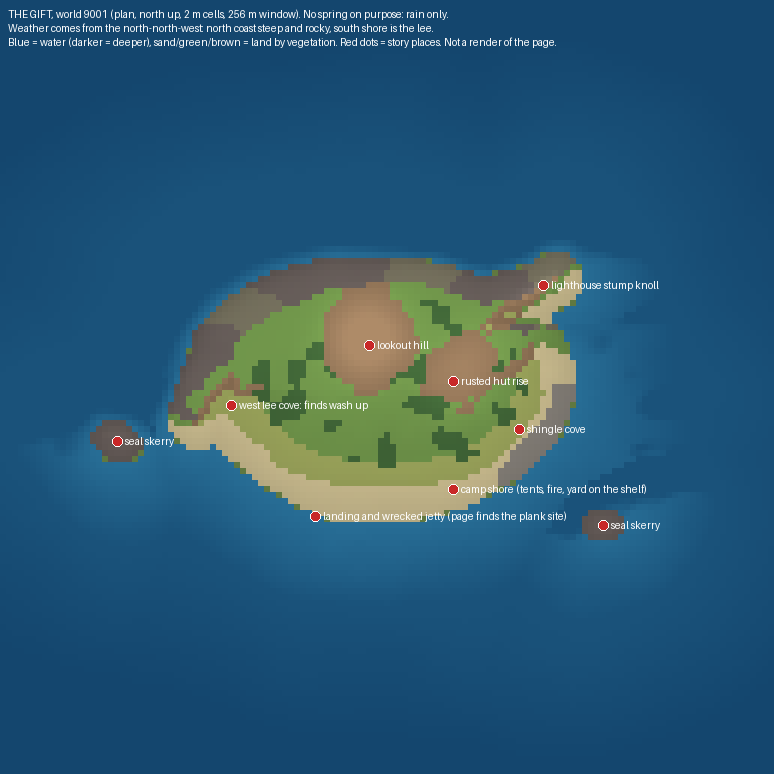 THE GIFT, world 9001 (plan, north up, 2 m cells, 256 m window). No spring on purpose: rain only.
Weather comes from the north-north-west: north coast steep and rocky, south shore is the lee.
Blue = water (darker = deeper), sand/green/brown = land by vegetation. Red dots = story places. Not a render of the page.
lighthouse stump knoll
lookout hill
rusted hut rise
west lee cove: finds wash up
shingle cove
seal skerry
camp shore (tents, fire, yard on the shelf)
landing and wrecked jetty (page finds the plank site)
seal skerry